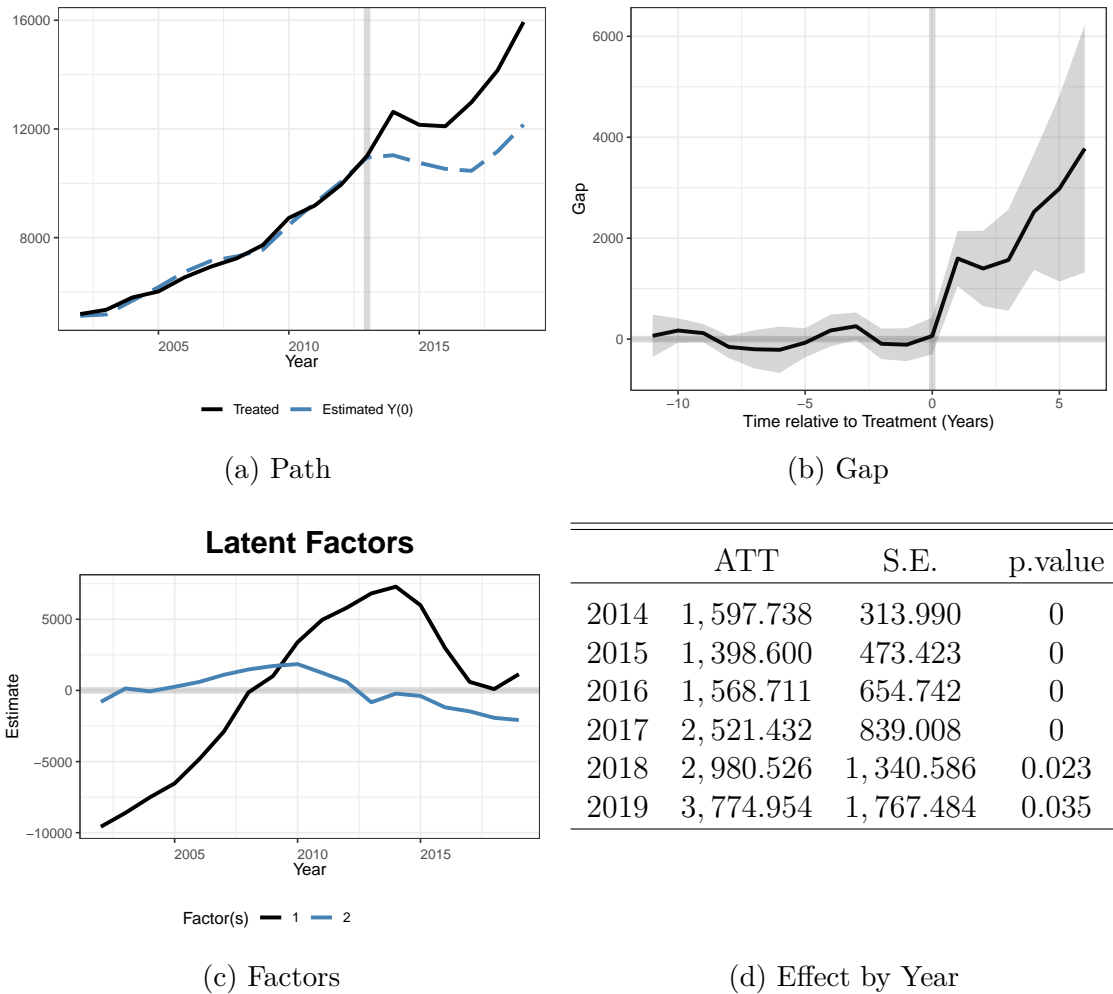 16000
12000
8000
2005 2010 2015
Year
Treated Estimated Y(0)
(a) Path
6000
4000
2000
0
Gap
−10 −5 0 5
Time relative to Treatment (Years)
(b) Gap
Latent Factors
5000
0
−5000
−10000
Estimate
2005 2010 2015
Year
Factor(s) 1 2
(c) Factors
ATT S.E. p.value
2014 1,597.738 313.990 0
2015 1,398.600 473.423 0
2016 1,568.711 654.742 0
2017 2,521.432 839.008 0
2018 2,980.526 1,340.586 0.023
2019 3,774.954 1,767.484 0.035
(d) Effect by Year